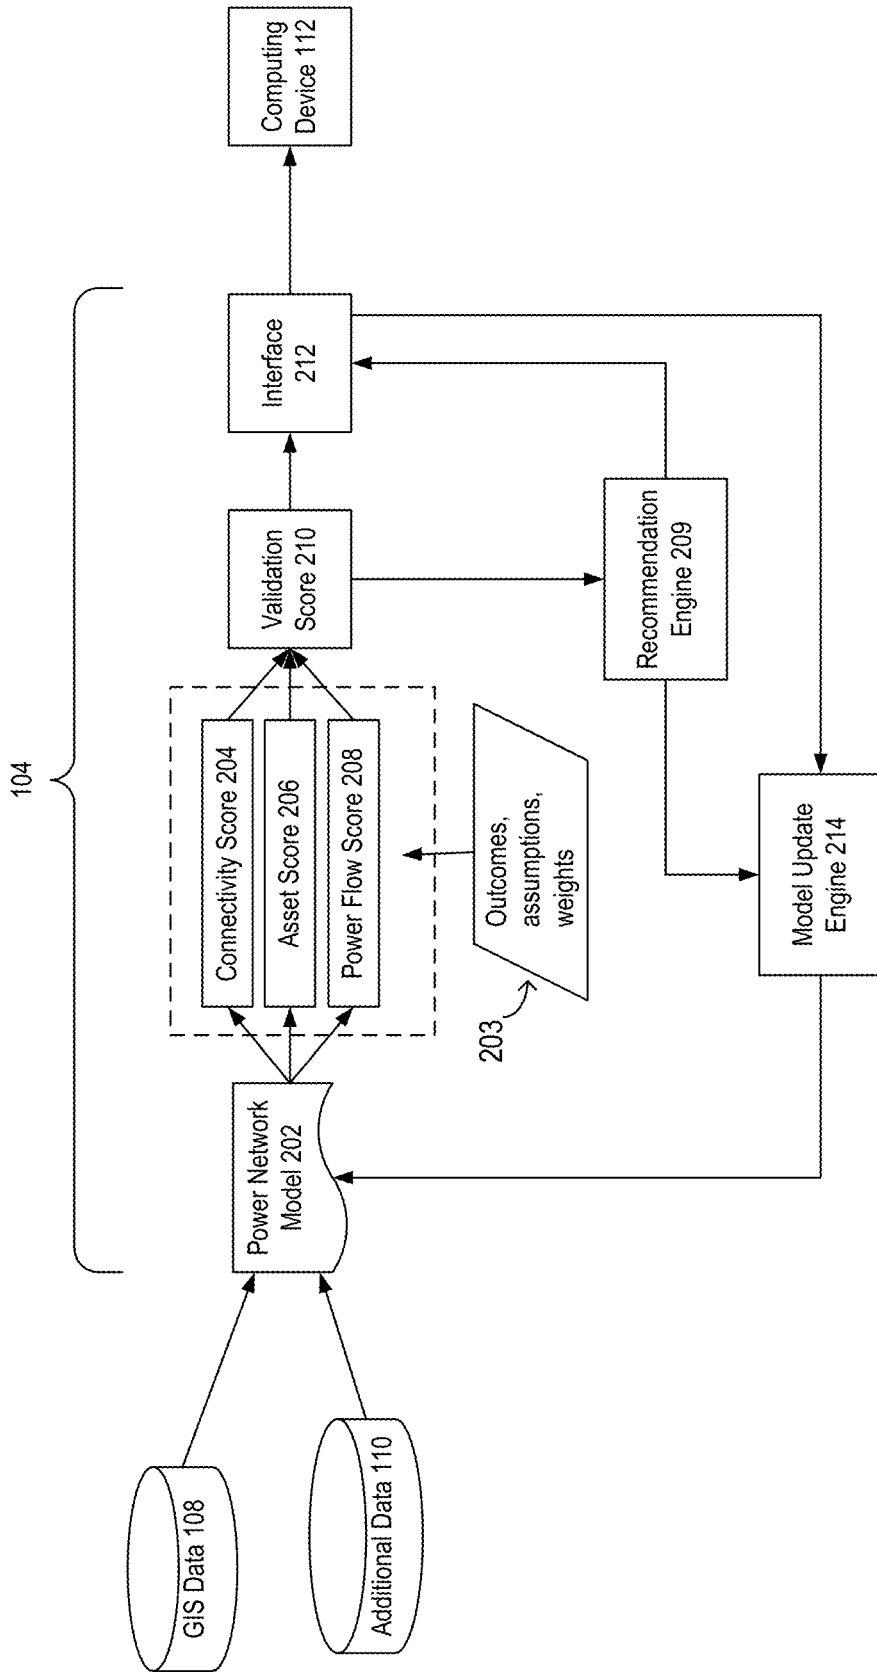 104
GIS Data 108
Additional Data 110
Power Network
Model 202
Connectivity Score 204
Asset Score 206
Power Flow Score 208
203
Outcomes,
assumptions,
weights
Validation
Score 210
Recommendation
Engine 209
Interface
212
Model Update
Engine 214
Computing
Device 112